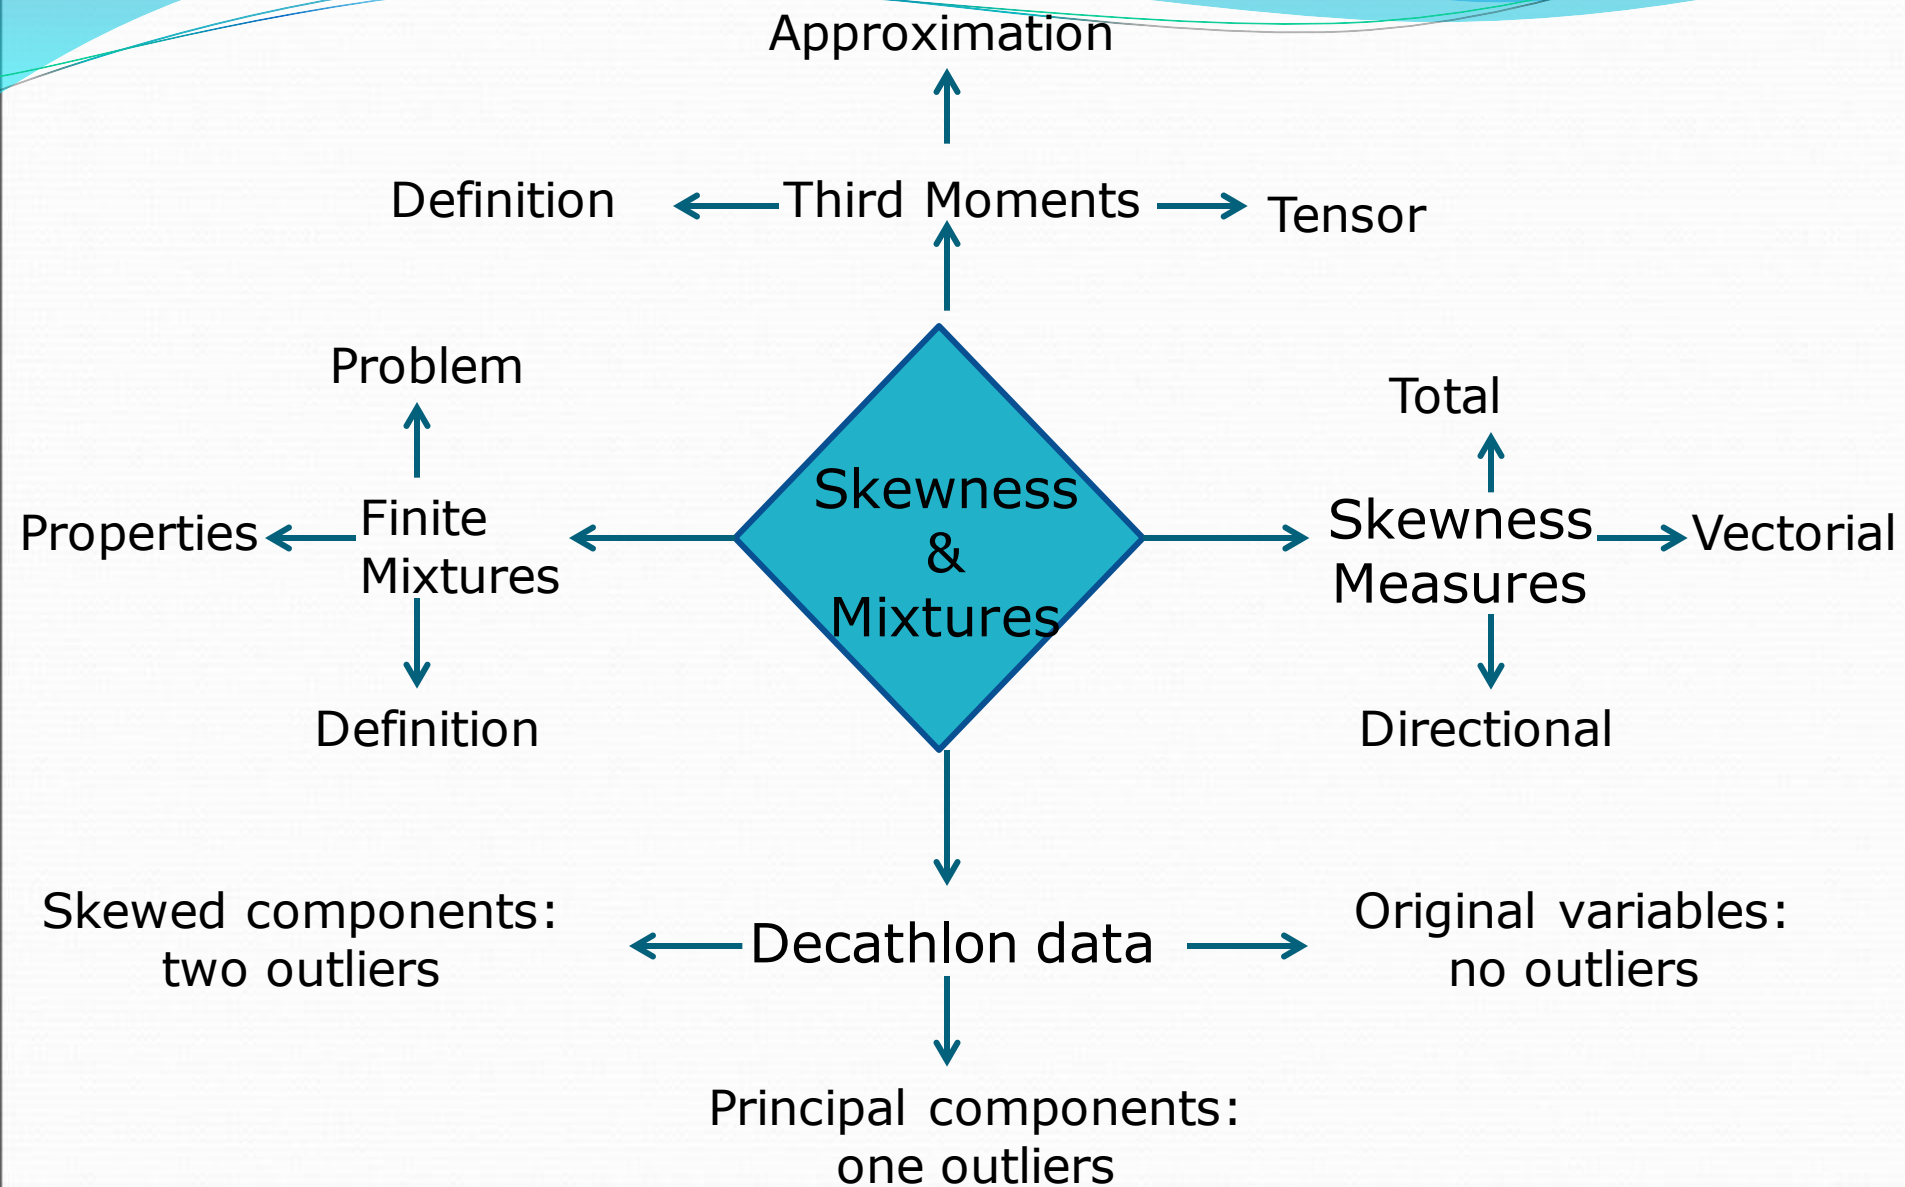 Approximation
Definition
Third Moments
Tensor
Problem
Total
Skewness
&
Mixtures
Properties
Finite
Mixtures
Skewness
Measures
Vectorial
Definition
Directional
Skewed components:
two outliers
Decathlon data
Original variables:
no outliers
Principal components:
one outliers